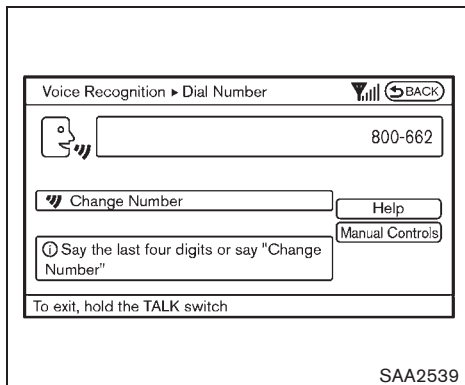 Voice Recognition ▸ Dial Number BACK
800-662
Change Number
Help
Manual Controls
Say the last four digits or say "Change
Number"
To exit, hold the TALK switch
SAA2539